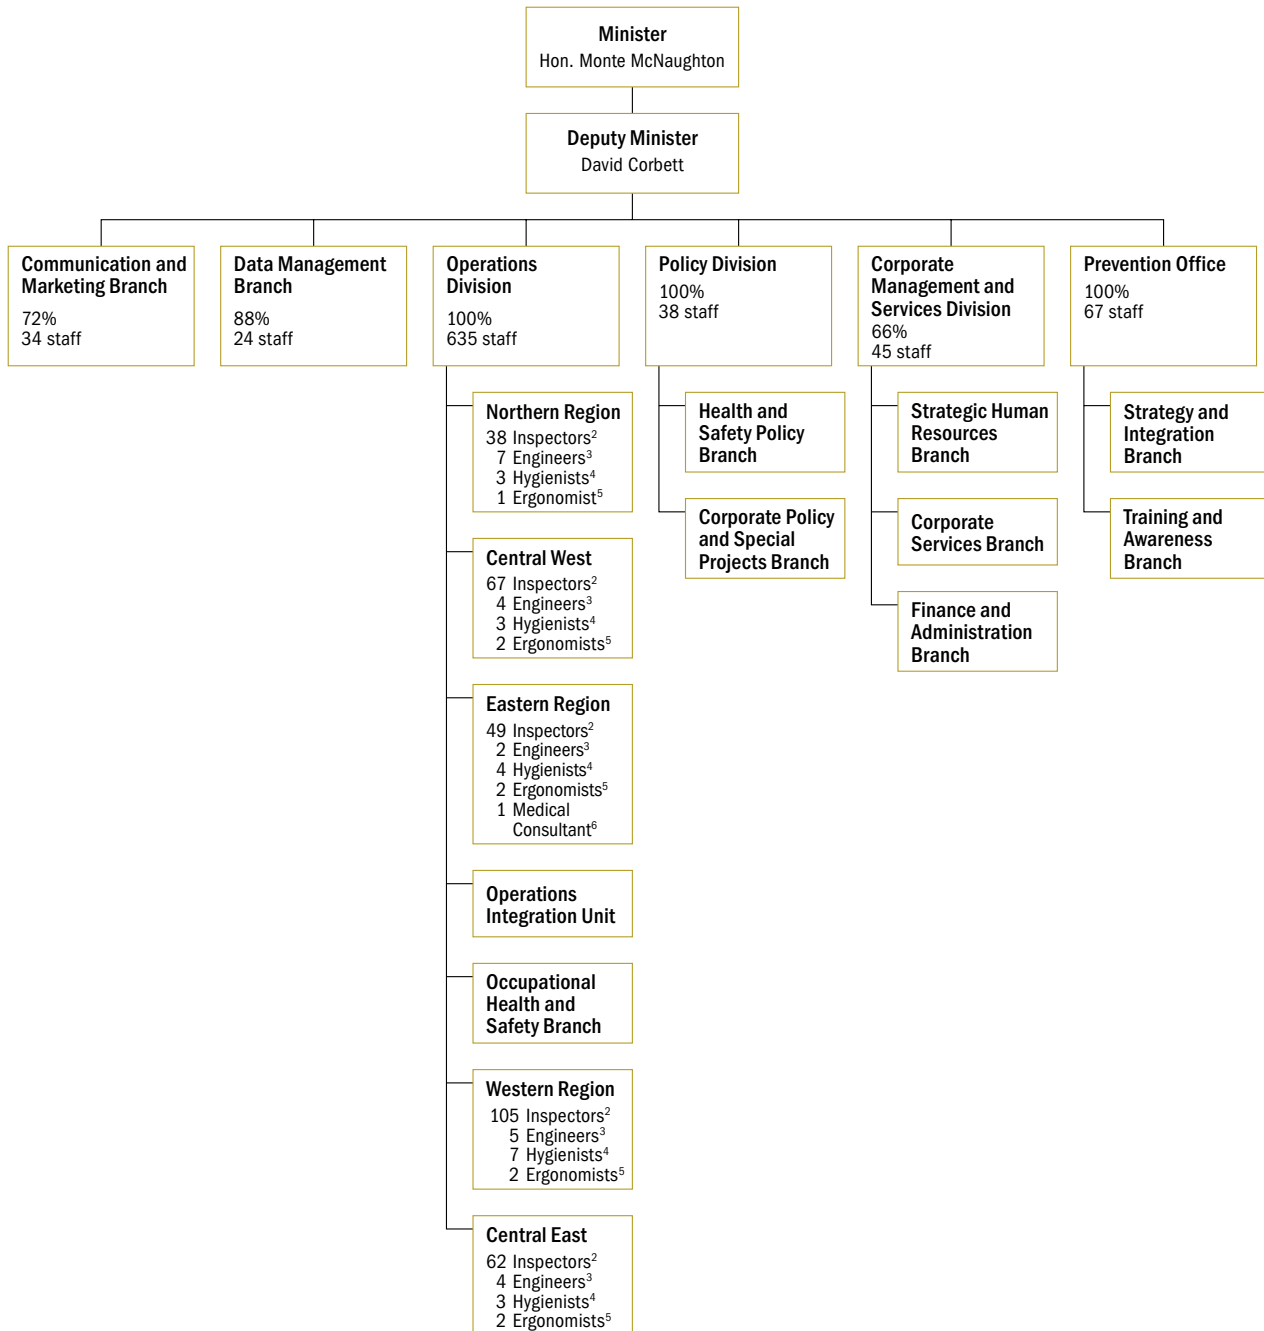 Minister
Hon. Monte McNaughton
Deputy Minister
David Corbett
Communication and
Marketing Branch
72%
34 staff
Data Management
Branch
88%
24 staff
Operations
Division
100%
635 staff
Policy Division
100%
38 staff
Corporate
Management and
Services Division
66%
45 staff
Prevention Office
100%
67 staff
Northern Region
38 Inspectors²
7 Engineers³
3 Hygienists⁴
1 Ergonomist⁵
Central West
67 Inspectors²
4 Engineers³
3 Hygienists⁴
2 Ergonomists⁵
Eastern Region
49 Inspectors²
2 Engineers³
4 Hygienists⁴
2 Ergonomists⁵
1 Medical
Consultant⁶
Operations
Integration Unit
Occupational
Health and
Safety Branch
Western Region
105 Inspectors²
5 Engineers³
7 Hygienists⁴
2 Ergonomists⁵
Central East
62 Inspectors²
4 Engineers³
3 Hygienists⁴
2 Ergonomists⁵
Health and
Safety Policy
Branch
Corporate Policy
and Special
Projects Branch
Strategic Human
Resources
Branch
Corporate
Services Branch
Finance and
Administration
Branch
Strategy and
Integration
Branch
Training and
Awareness
Branch